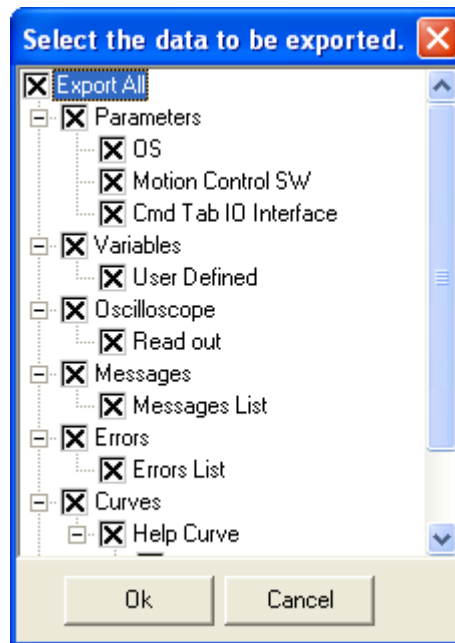 Select the data to be exported.
Export All
Parameters
OS
Motion Control SW
Cmd Tab IO Interface
Variables
User Defined
Oscilloscope
Read out
Messages
Messages List
Errors
Errors List
Curves
Help Curve
Ok Cancel